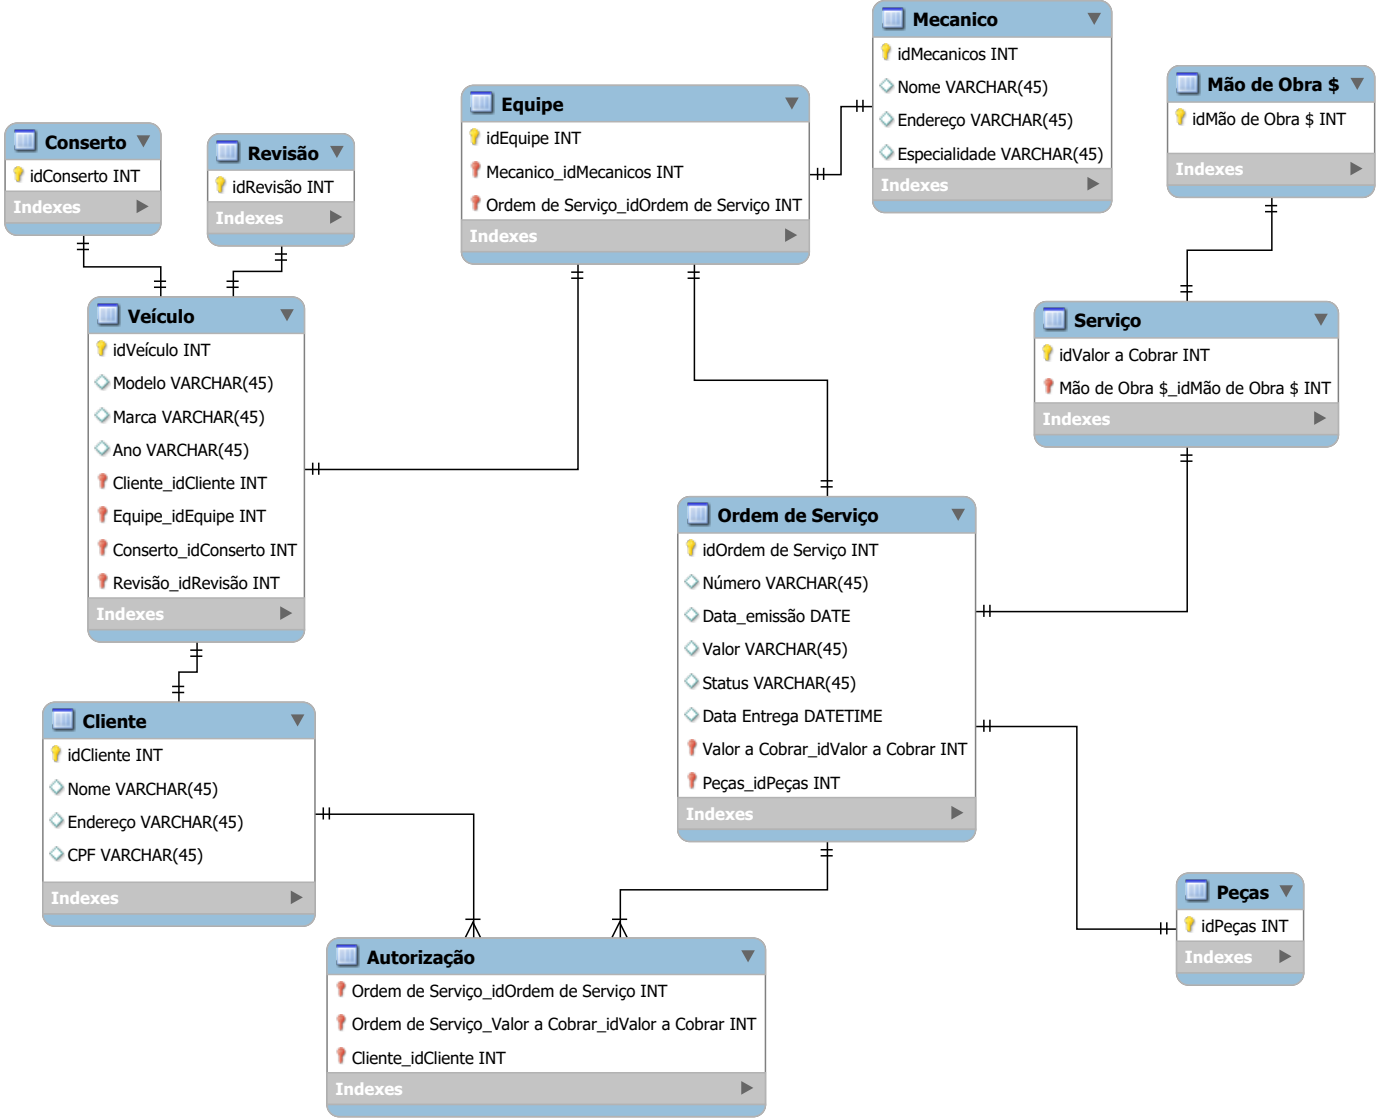 Mecanico
idMecanicos INT
Nome VARCHAR(45)
Endereço VARCHAR(45)
Especialidade VARCHAR(45)
Indexes
Mão de Obra $
idMão de Obra $ INT
Indexes
Equipe
idEquipe INT
Mecanico_idMecanicos INT
Ordem de Serviço_idOrdem de Serviço INT
Indexes
Conserto
idConserto INT
Indexes
Revisão
idRevisão INT
Indexes
Veículo
idVeículo INT
Modelo VARCHAR(45)
Marca VARCHAR(45)
Ano VARCHAR(45)
Cliente_idCliente INT
Equipe_idEquipe INT
Conserto_idConserto INT
Revisão_idRevisão INT
Indexes
Serviço
idValor a Cobrar INT
Mão de Obra $_idMão de Obra $ INT
Indexes
Ordem de Serviço
idOrdem de Serviço INT
Número VARCHAR(45)
Data_emissão DATE
Valor VARCHAR(45)
Status VARCHAR(45)
Data Entrega DATETIME
Valor a Cobrar_idValor a Cobrar INT
Peças_idPeças INT
Indexes
Cliente
idCliente INT
Nome VARCHAR(45)
Endereço VARCHAR(45)
CPF VARCHAR(45)
Indexes
Peças
idPeças INT
Indexes
Autorização
Ordem de Serviço_idOrdem de Serviço INT
Ordem de Serviço_Valor a Cobrar_idValor a Cobrar INT
Cliente_idCliente INT
Indexes